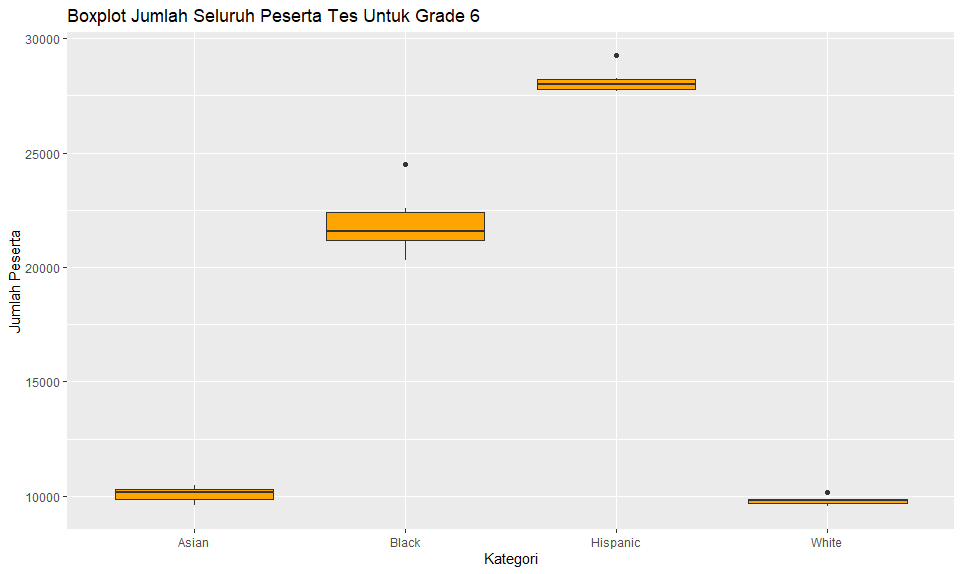 Boxplot Jumlah Seluruh Peserta Tes Untuk Grade 6
Jumlah Peserta
30000
25000
20000
15000
10000
Asian Black Hispanic White
Kategori